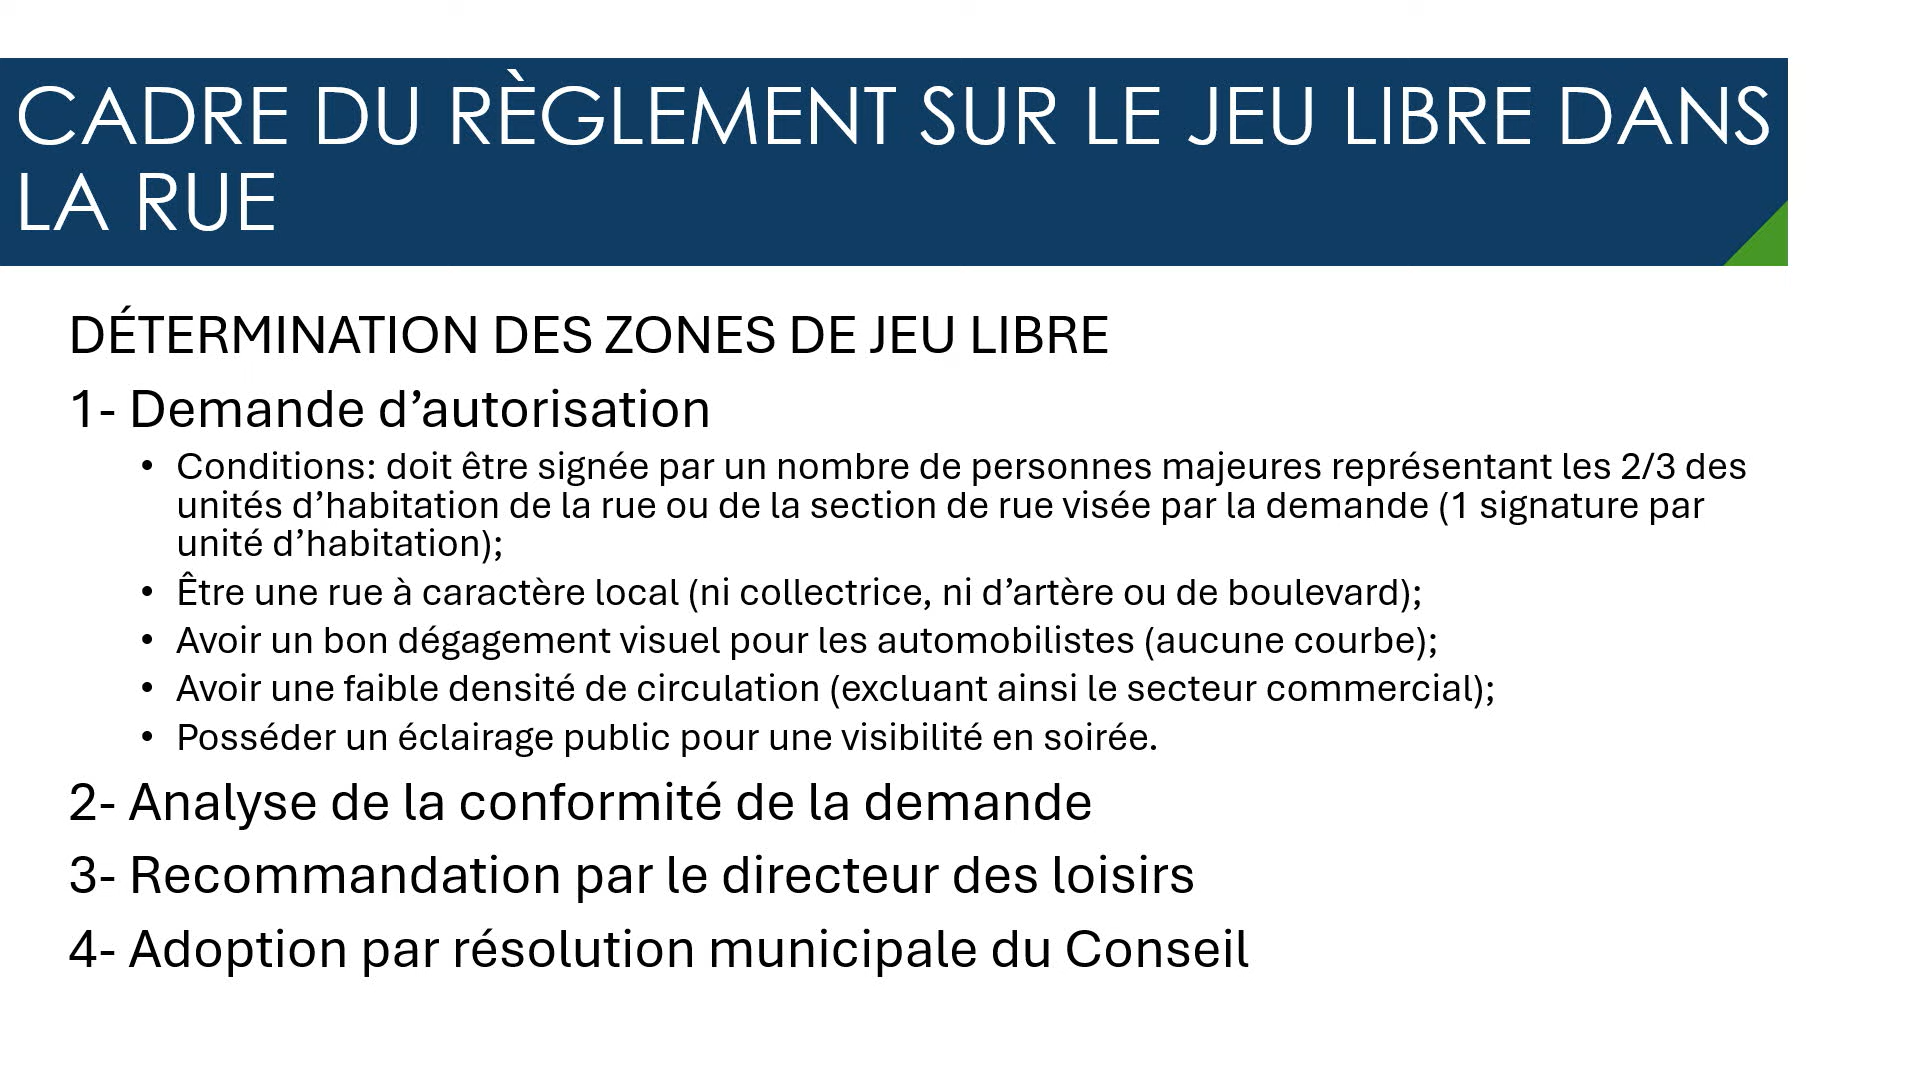 CADRE DU RÈGLEMENT SUR LE JEU LIBRE DANS
LA RUE
DÉTERMINATION DES ZONES DE JEU LIBRE
1- Demande d’autorisation
• Conditions: doit être signée par un nombre de personnes majeures représentant les 2/3 des
unités d’habitation de la rue ou de la section de rue visée par la demande (1 signature par
unité d’habitation);
• Être une rue à caractère local (ni collectrice, ni d’artère ou de boulevard);
• Avoir un bon dégagement visuel pour les automobilistes (aucune courbe);
• Avoir une faible densité de circulation (excluant ainsi le secteur commercial);
• Posséder un éclairage public pour une visibilité en soirée.
2- Analyse de la conformité de la demande
3- Recommandation par le directeur des loisirs
4- Adoption par résolution municipale du Conseil